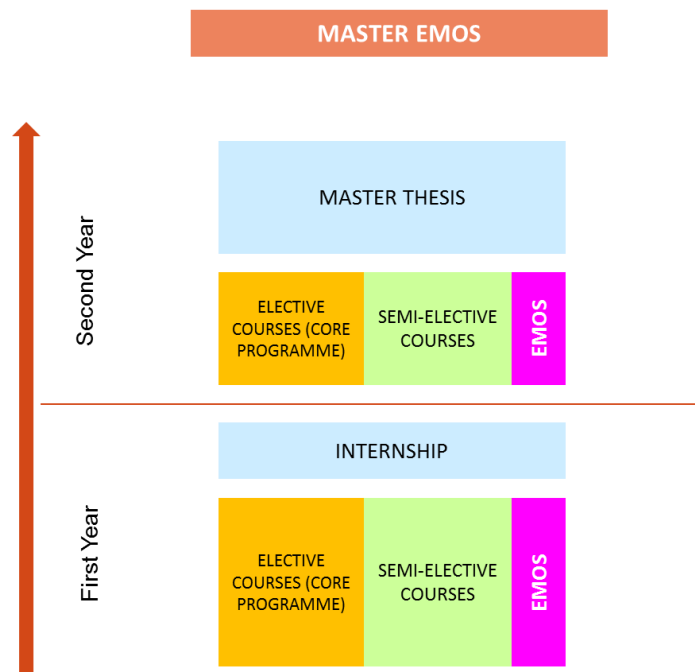 MASTER EMOS
Second Year
MASTER THESIS
ELECTIVE
COURSES (CORE
PROGRAMME)
SEMI-ELECTIVE
COURSES
EMOS
First Year
INTERNSHIP
ELECTIVE
COURSES (CORE
PROGRAMME)
SEMI-ELECTIVE
COURSES
EMOS